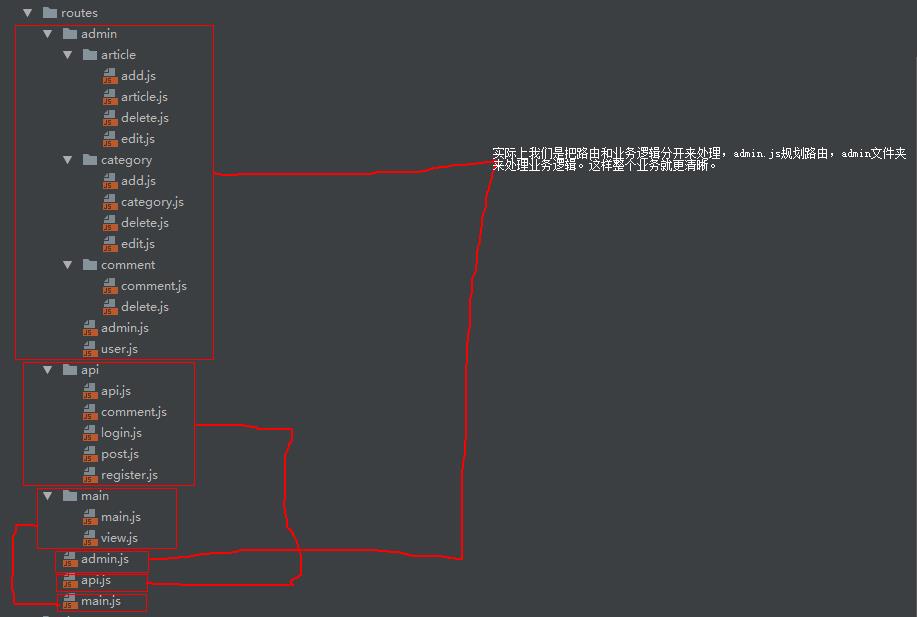 routes
admin
article
add.js
article.js
delete.js
edit.js
category
add.js
category.js
delete.js
edit.js
comment
comment.js
delete.js
admin.js
user.js
api
api.js
comment.js
login.js
post.js
register.js
main
main.js
view.js
admin.js
api.js
main.js
实际上我们是把路由和业务逻辑分开来处理，admin.js规划路由，admin文件夹
来处理业务逻辑。这样整个业务就更清晰。